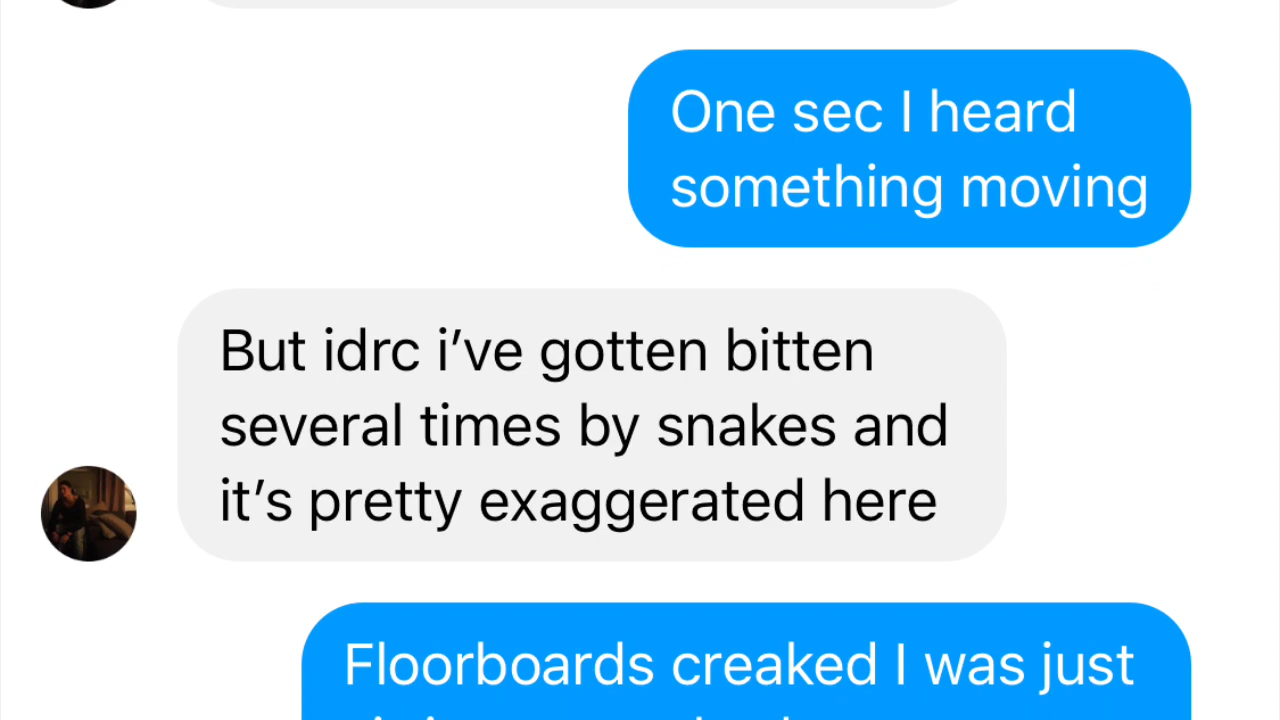 One sec I heard
something moving
But idrc i’ve gotten bitten
several times by snakes and
it’s pretty exaggerated here
Floorboards creaked I was just